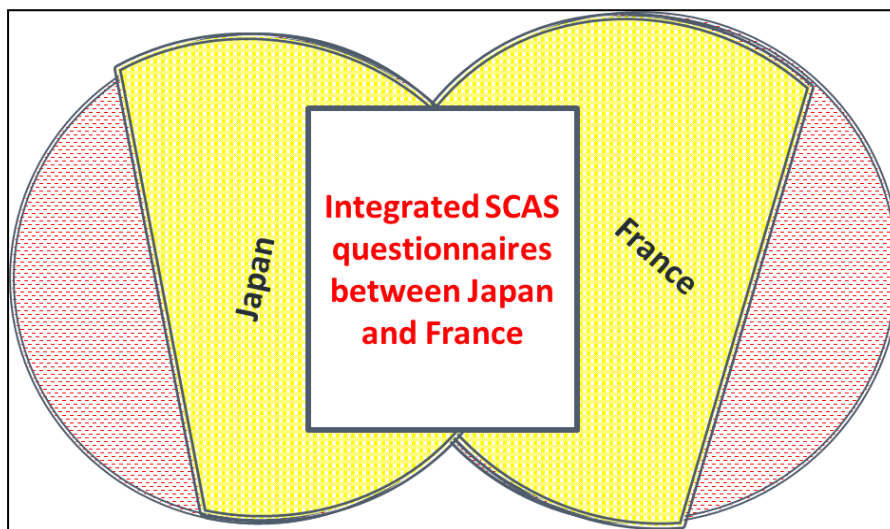 Japan
Integrated SCAS
questionnaires
between Japan
and France
France